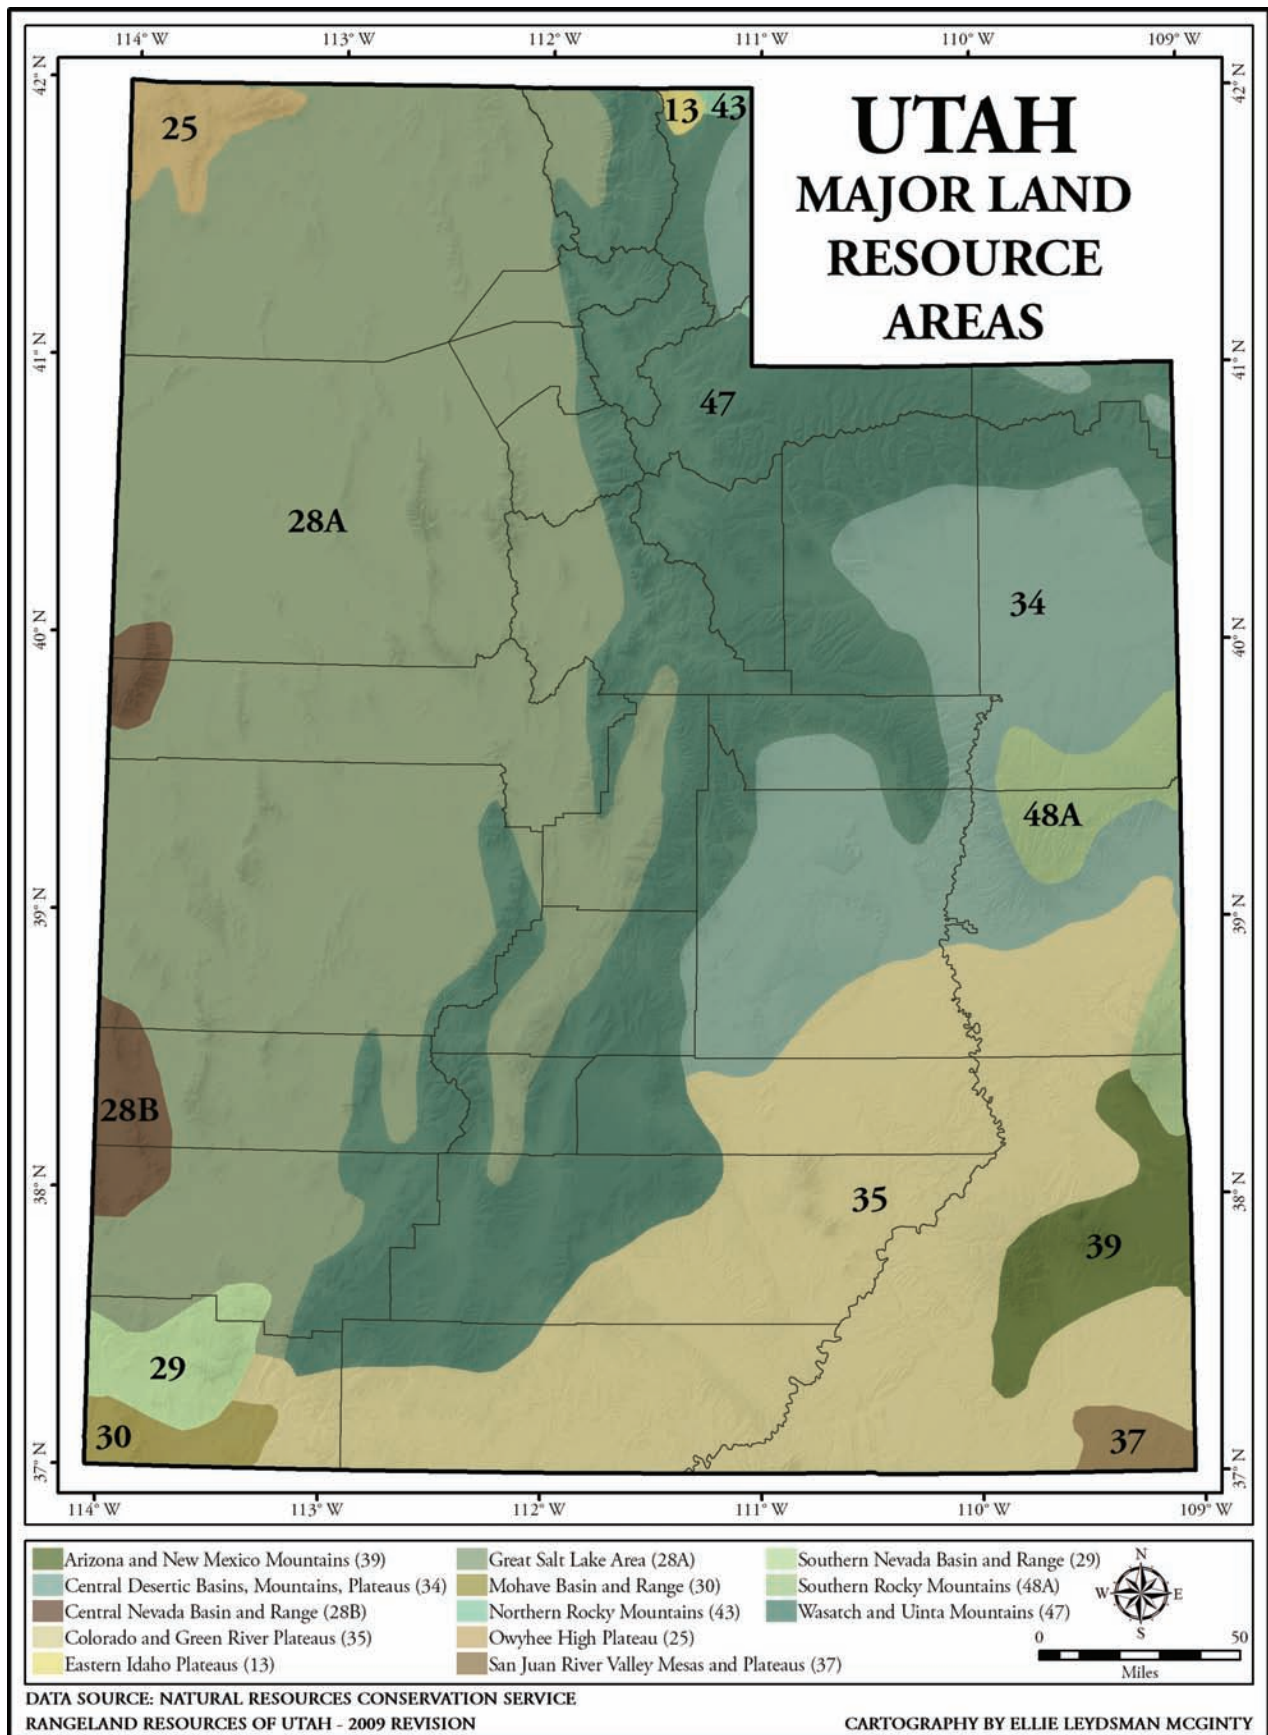 114° W 113° W 112° W 111° W 110° W 109° W
42° N 42° N
UTAH
MAJOR LAND
RESOURCE
AREAS
25
13 43
41° N 41° N
47
28A
34
40° N 40° N
48A
39° N 39° N
28B
38° N 38° N
35
39
29
30
37
37° N 37° N
114° W 113° W 112° W 111° W 110° W 109° W
Arizona and New Mexico Mountains (39)
Central Desertic Basins, Mountains, Plateaus (34)
Central Nevada Basin and Range (28B)
Colorado and Green River Plateaus (35)
Eastern Idaho Plateaus (13)
Great Salt Lake Area (28A)
Mohave Basin and Range (30)
Northern Rocky Mountains (43)
Owyhee High Plateau (25)
San Juan River Valley Mesas and Plateaus (37)
Southern Nevada Basin and Range (29)
Southern Rocky Mountains (48A)
Wasatch and Uinta Mountains (47)
N
W E
S
0 50
Miles
DATA SOURCE: NATURAL RESOURCES CONSERVATION SERVICE
RANGELAND RESOURCES OF UTAH - 2009 REVISION
CARTOGRAPHY BY ELLIE LEYDSMAN MCGINTY